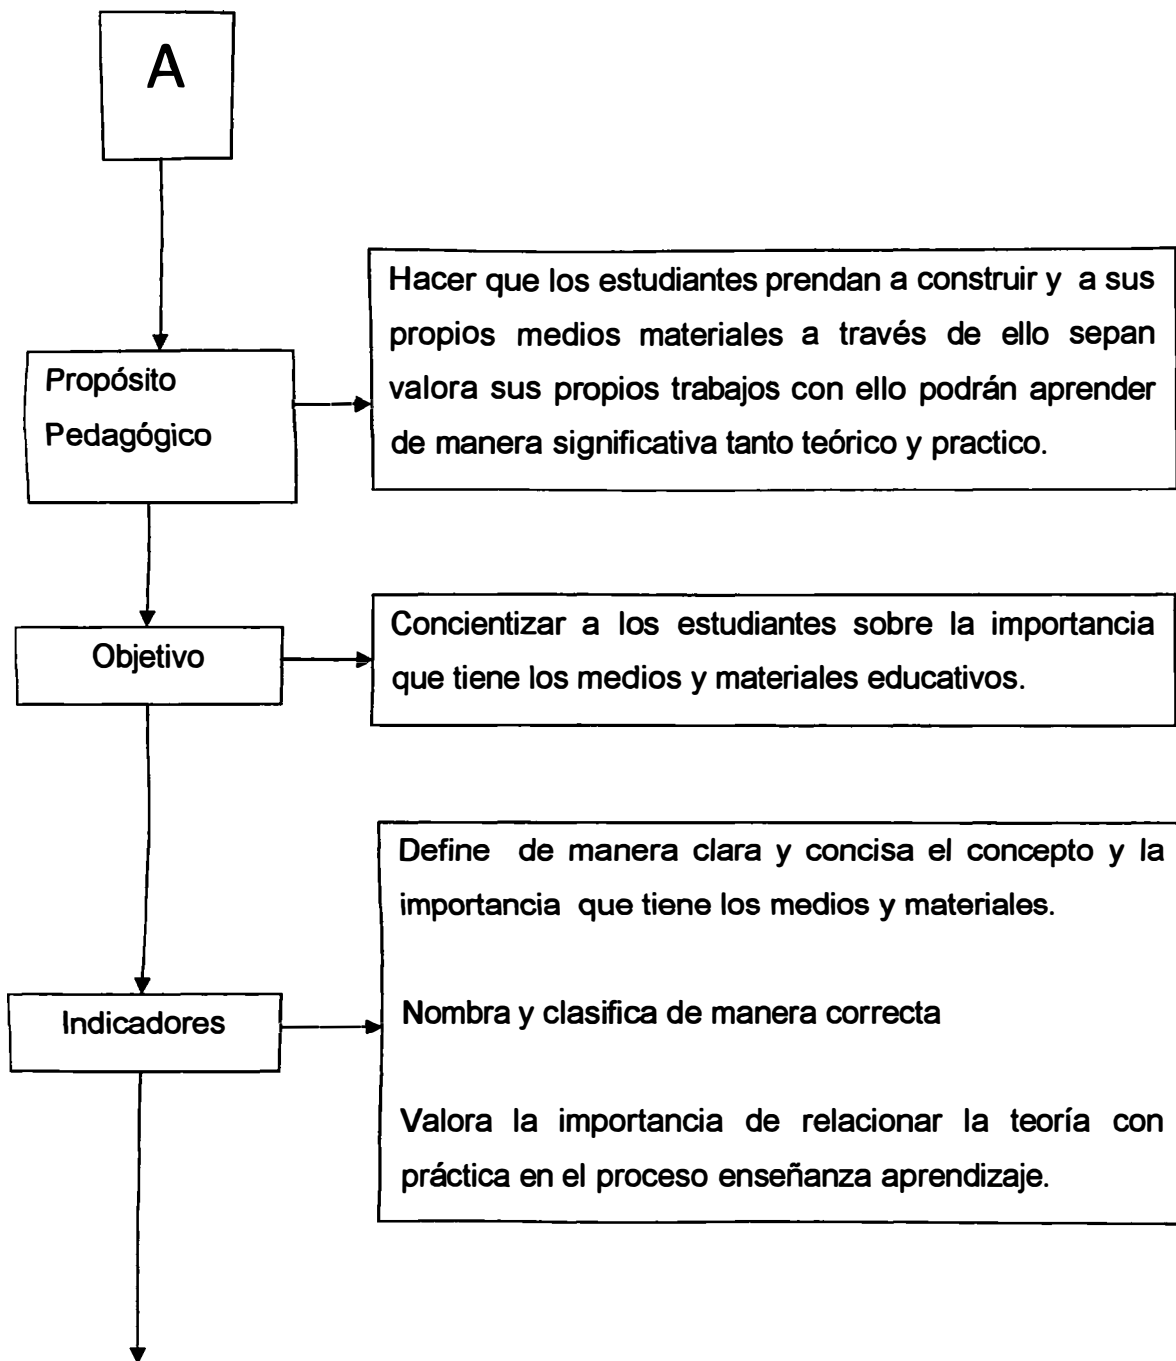 A
Hacer que los estudiantes prendan a construir y a sus
propios medios materiales a través de ello sepan
valora sus propios trabajos con ello podrán aprender
de manera significativa tanto teórico y practico.
Propósito
Pedagógico
Objetivo
Concientizar a los estudiantes sobre la importancia
que tiene los medios y materiales educativos.
Define de manera clara y concisa el concepto y la
importancia que tiene los medios y materiales.
Nombra y clasifica de manera correcta
Indicadores
Valora la importancia de relacionar la teoría con
práctica en el proceso enseñanza aprendizaje.